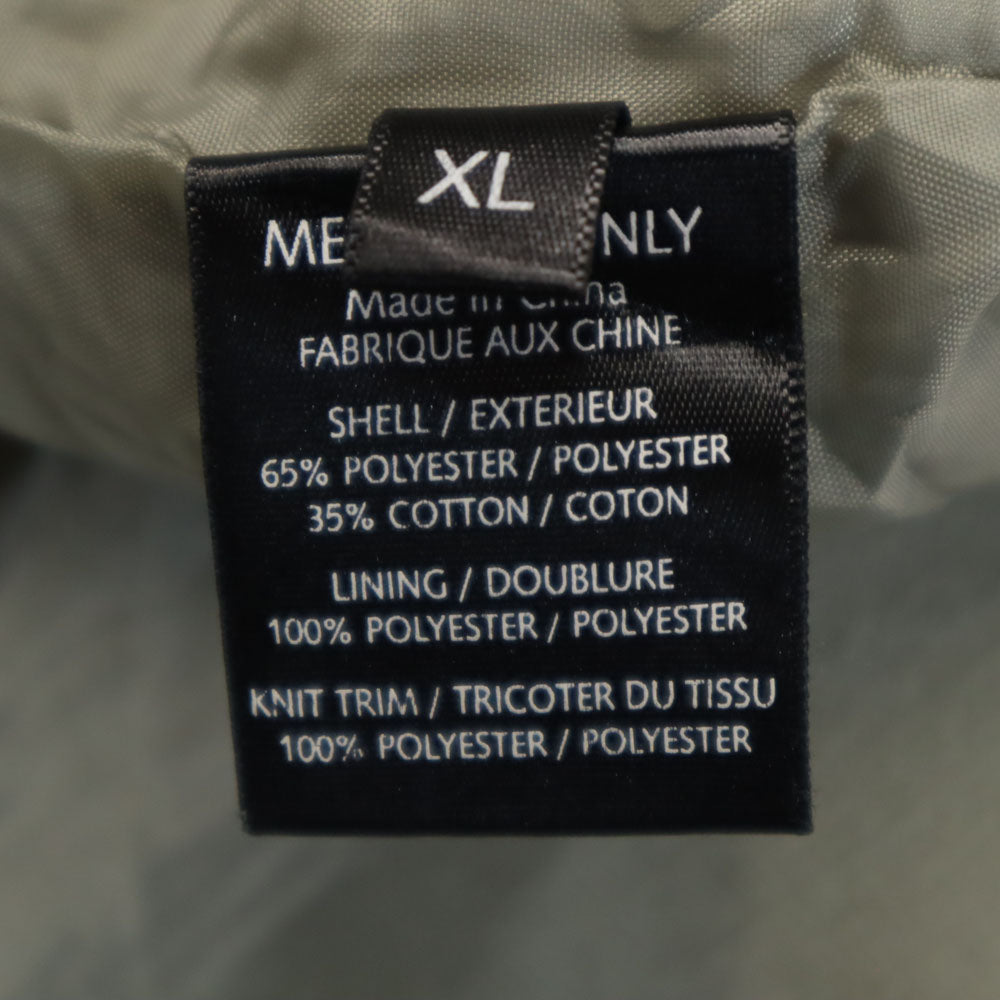 XL
Made in China
FABRIQUE AUX CHINE
SHELL / EXTERIEUR
65% POLYESTER / POLYESTER
35% COTTON / COTON
LINING / DOUBLURE
100% POLYESTER / POLYESTER
KNIT TRIM / TRICOTER DU TISSU
100% POLYESTER / POLYESTER